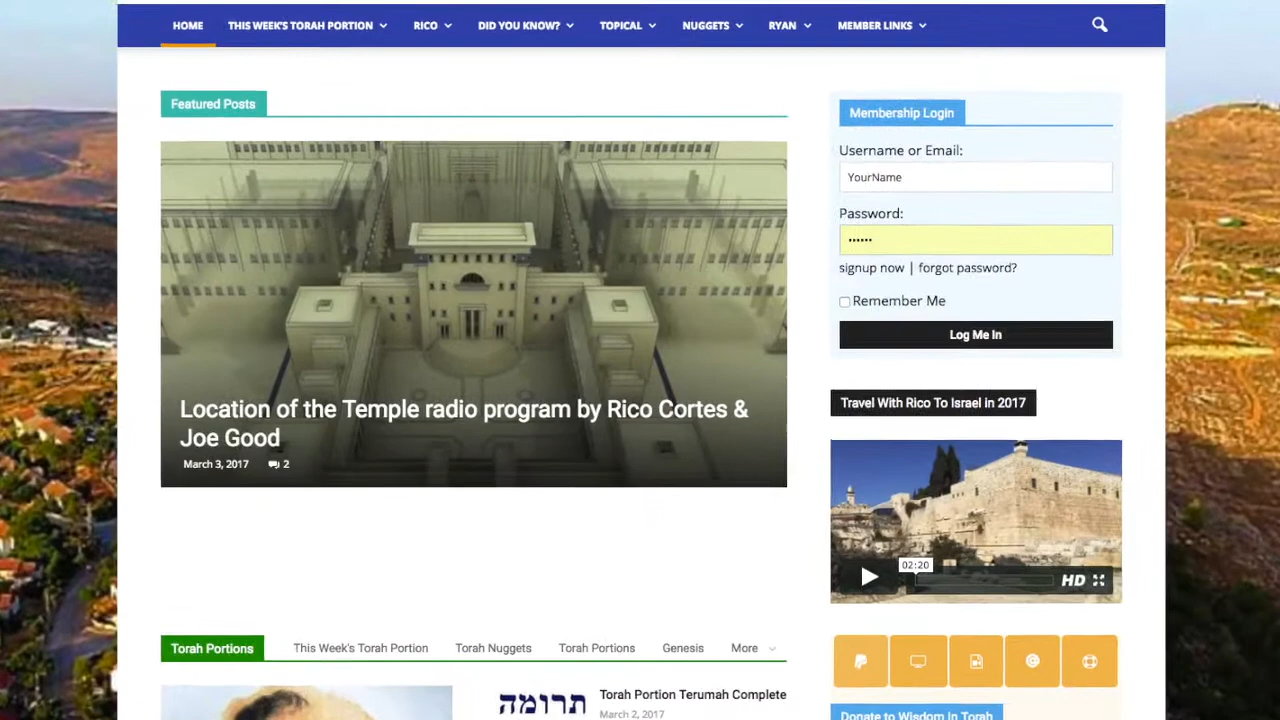 HOME THIS WEEK'S TORAH PORTION RICO DID YOU KNOW? TOPICAL NUGGETS RYAN MEMBER LINKS
Featured Posts
Location of the Temple radio program by Rico Cortes &
Joe Good
March 3, 2017 2
Membership Login
Username or Email:
YourName
Password:
••••••
signup now | forgot password?
Remember Me
Log Me In
Travel With Rico To Israel in 2017
02:20
HD
Torah Portions This Week's Torah Portion Torah Nuggets Torah Portions Genesis More
תרומה
Torah Portion Terumah Complete
March 2, 2017
Donate to Wisdom In Torah